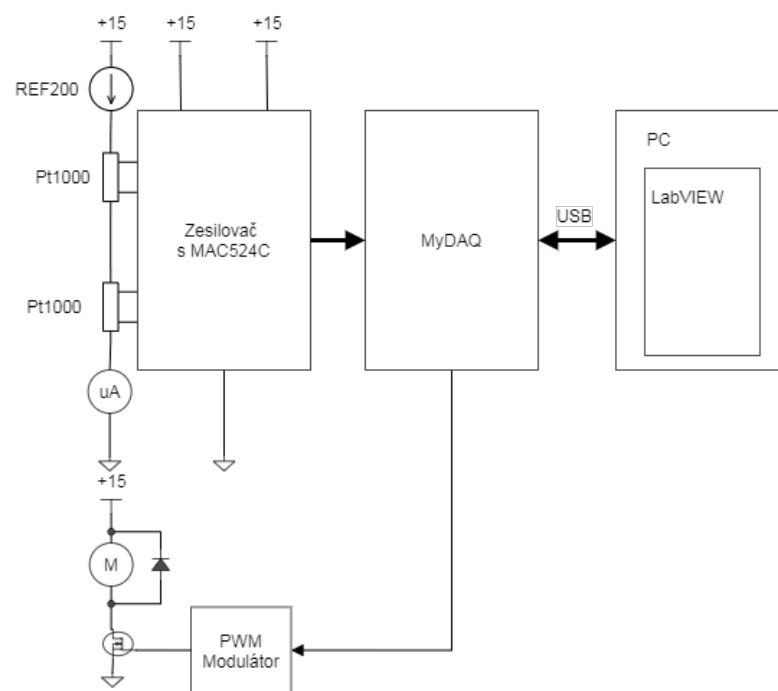 +15
+15
+15
REF200
Pt1000
Zesilovač
s MAC524C
MyDAQ
USB
PC
LabVIEW
Pt1000
uA
+15
M
PWM
Modulátor